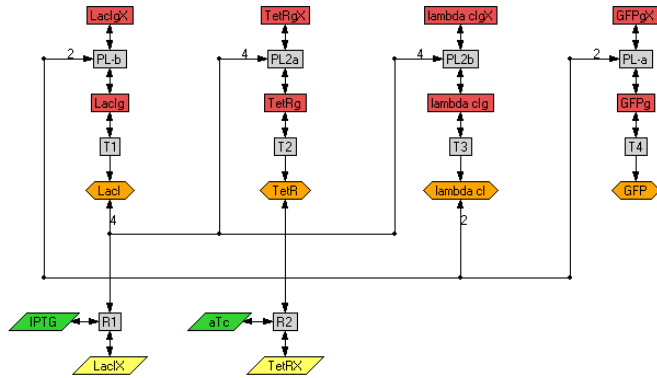 LacIgX TetRgX lambda cIgX GFPgX
2 PL-b 4 PL2a 4 PL2b 2 PL-a
LacIg TetRg lambda cIg GFPg
T1 T2 T3 T4
LacI TetR lambda cI GFP
4 2
IPTG R1 aTc R2
LacIX TetRX